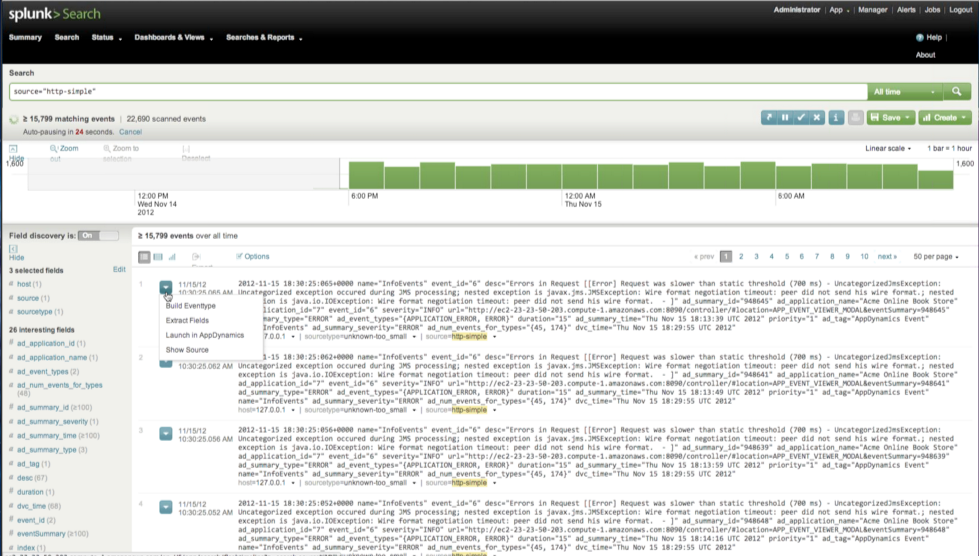 splunk> Search
Administrator | App | Manager | Alerts | Jobs | Logout
Summary Search Status Dashboards & Views Searches & Reports
Help |
About
Search
source="http-simple"
All time
≥ 15,799 matching events | 22,690 scanned events
Auto-pausing in 24 seconds. Cancel
Save Create
Hide Zoom out Zoom to selection [..] Deselect
Linear scale 1 bar = 1 hour
1,600 1,600
12:00 PM 6:00 PM 12:00 AM 6:00 AM
Wed Nov 14 Thu Nov 15
2012
Field discovery is: On
≥ 15,799 events over all time
Hide
Options
« prev 1 2 3 4 5 6 7 8 9 10 next » 50 per page
3 selected fields Edit
host (1)
source (1)
sourcetype (1)
26 interesting fields
# ad_application_id (1)
ad_application_name (1)
ad_event_types (2)
ad_num_events_for_types
(48)
# ad_summary_id (≥100)
ad_summary_severity (1)
ad_summary_time (≥100)
ad_summary_type (3)
ad_tag (1)
desc (67)
# duration (1)
dvc_time (68)
# event_id (2)
eventSummary (≥100)
index (1)
1 11/15/12
10:30:25.065 AM
Build Eventtype
Extract Fields
Launch in AppDynamics
Show Source
2012-11-15 18:30:25:065+0000 name="InfoEvents" event_id="6" desc="Errors in Request [[Error] Request was slower than static threshold (700 ms) - UncategorizedJmsException:
Uncategorized exception occured during JMS processing; nested exception is javax.jms.JMSException: Wire format negotiation timeout: peer did not send his wire format.; nested
ion is java.io.IOException: Wire format negotiation timeout: peer did not send his wire format. - ]" ad_summary_id="948645" ad_application_name="Acme Online Book Store"
lication_id="7" event_id="6" severity="INFO" url="http://ec2-23-23-50-203.compute-1.amazonaws.com:8090/controller/#location=APP_EVENT_VIEWER_MODAL&eventSummary=948645"
ary_type="ERROR" ad_event_types="{APPLICATION_ERROR, ERROR}" duration="15" ad_summary_time="Thu Nov 15 18:13:39 UTC 2012" priority="1" ad_tag="AppDynamics Event"
InfoEvents" ad_summary_severity="ERROR" ad_num_events_for_types="{45, 174}" dvc_time="Thu Nov 15 18:29:55 UTC 2012"
7.0.0.1 | sourcetype=unknown-too_small | source=http-simple
2 10:30:25.062 AM
1-15 18:30:25:062+0000 name="InfoEvents" event_id="6" desc="Errors in Request [[Error] Request was slower than static threshold (700 ms) - UncategorizedJmsException:
Uncategorized exception occured during JMS processing; nested exception is javax.jms.JMSException: Wire format negotiation timeout: peer did not send his wire format.; nested
exception is java.io.IOException: Wire format negotiation timeout: peer did not send his wire format. - ]" ad_summary_id="948641" ad_application_name="Acme Online Book Store"
ad_application_id="7" event_id="6" severity="INFO" url="http://ec2-23-23-50-203.compute-1.amazonaws.com:8090/controller/#location=APP_EVENT_VIEWER_MODAL&eventSummary=948641"
ad_summary_type="ERROR" ad_event_types="{APPLICATION_ERROR, ERROR}" duration="15" ad_summary_time="Thu Nov 15 18:13:49 UTC 2012" priority="1" ad_tag="AppDynamics Event"
name="InfoEvents" ad_summary_severity="ERROR" ad_num_events_for_types="{45, 174}" dvc_time="Thu Nov 15 18:29:55 UTC 2012"
host=127.0.0.1 | sourcetype=unknown-too_small | source=http-simple
3 11/15/12
10:30:25.056 AM
2012-11-15 18:30:25:056+0000 name="InfoEvents" event_id="6" desc="Errors in Request [[Error] Request was slower than static threshold (700 ms) - UncategorizedJmsException:
Uncategorized exception occured during JMS processing; nested exception is javax.jms.JMSException: Wire format negotiation timeout: peer did not send his wire format.; nested
exception is java.io.IOException: Wire format negotiation timeout: peer did not send his wire format. - ]" ad_summary_id="948639" ad_application_name="Acme Online Book Store"
ad_application_id="7" event_id="6" severity="INFO" url="http://ec2-23-23-50-203.compute-1.amazonaws.com:8090/controller/#location=APP_EVENT_VIEWER_MODAL&eventSummary=948639"
ad_summary_type="ERROR" ad_event_types="{APPLICATION_ERROR, ERROR}" duration="15" ad_summary_time="Thu Nov 15 18:13:59 UTC 2012" priority="1" ad_tag="AppDynamics Event"
name="InfoEvents" ad_summary_severity="ERROR" ad_num_events_for_types="{45, 174}" dvc_time="Thu Nov 15 18:29:55 UTC 2012"
host=127.0.0.1 | sourcetype=unknown-too_small | source=http-simple
4 11/15/12
10:30:25.052 AM
2012-11-15 18:30:25:052+0000 name="InfoEvents" event_id="6" desc="Errors in Request [[Error] Request was slower than static threshold (700 ms) - UncategorizedJmsException:
Uncategorized exception occured during JMS processing; nested exception is javax.jms.JMSException: Wire format negotiation timeout: peer did not send his wire format.; nested
exception is java.io.IOException: Wire format negotiation timeout: peer did not send his wire format. - ]" ad_summary_id="948648" ad_application_name="Acme Online Book Store"
ad_application_id="7" event_id="6" severity="INFO" url="http://ec2-23-23-50-203.compute-1.amazonaws.com:8090/controller/#location=APP_EVENT_VIEWER_MODAL&eventSummary=948648"
ad_summary_type="ERROR" ad_event_types="{APPLICATION_ERROR, ERROR}" duration="15" ad_summary_time="Thu Nov 15 18:14:16 UTC 2012" priority="1" ad_tag="AppDynamics Event"
name="InfoEvents" ad_summary_severity="ERROR" ad_num_events_for_types="{45, 174}" dvc_time="Thu Nov 15 18:29:55 UTC 2012"